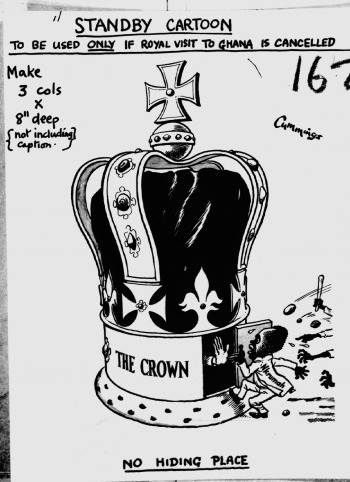 STANDBY CARTOON
TO BE USED ONLY IF ROYAL VISIT TO GHANA IS CANCELLED
Make
3 cols
x
8" deep
{not including}
caption.
167
Cummings
THE CROWN
Nkrumah
NO HIDING PLACE